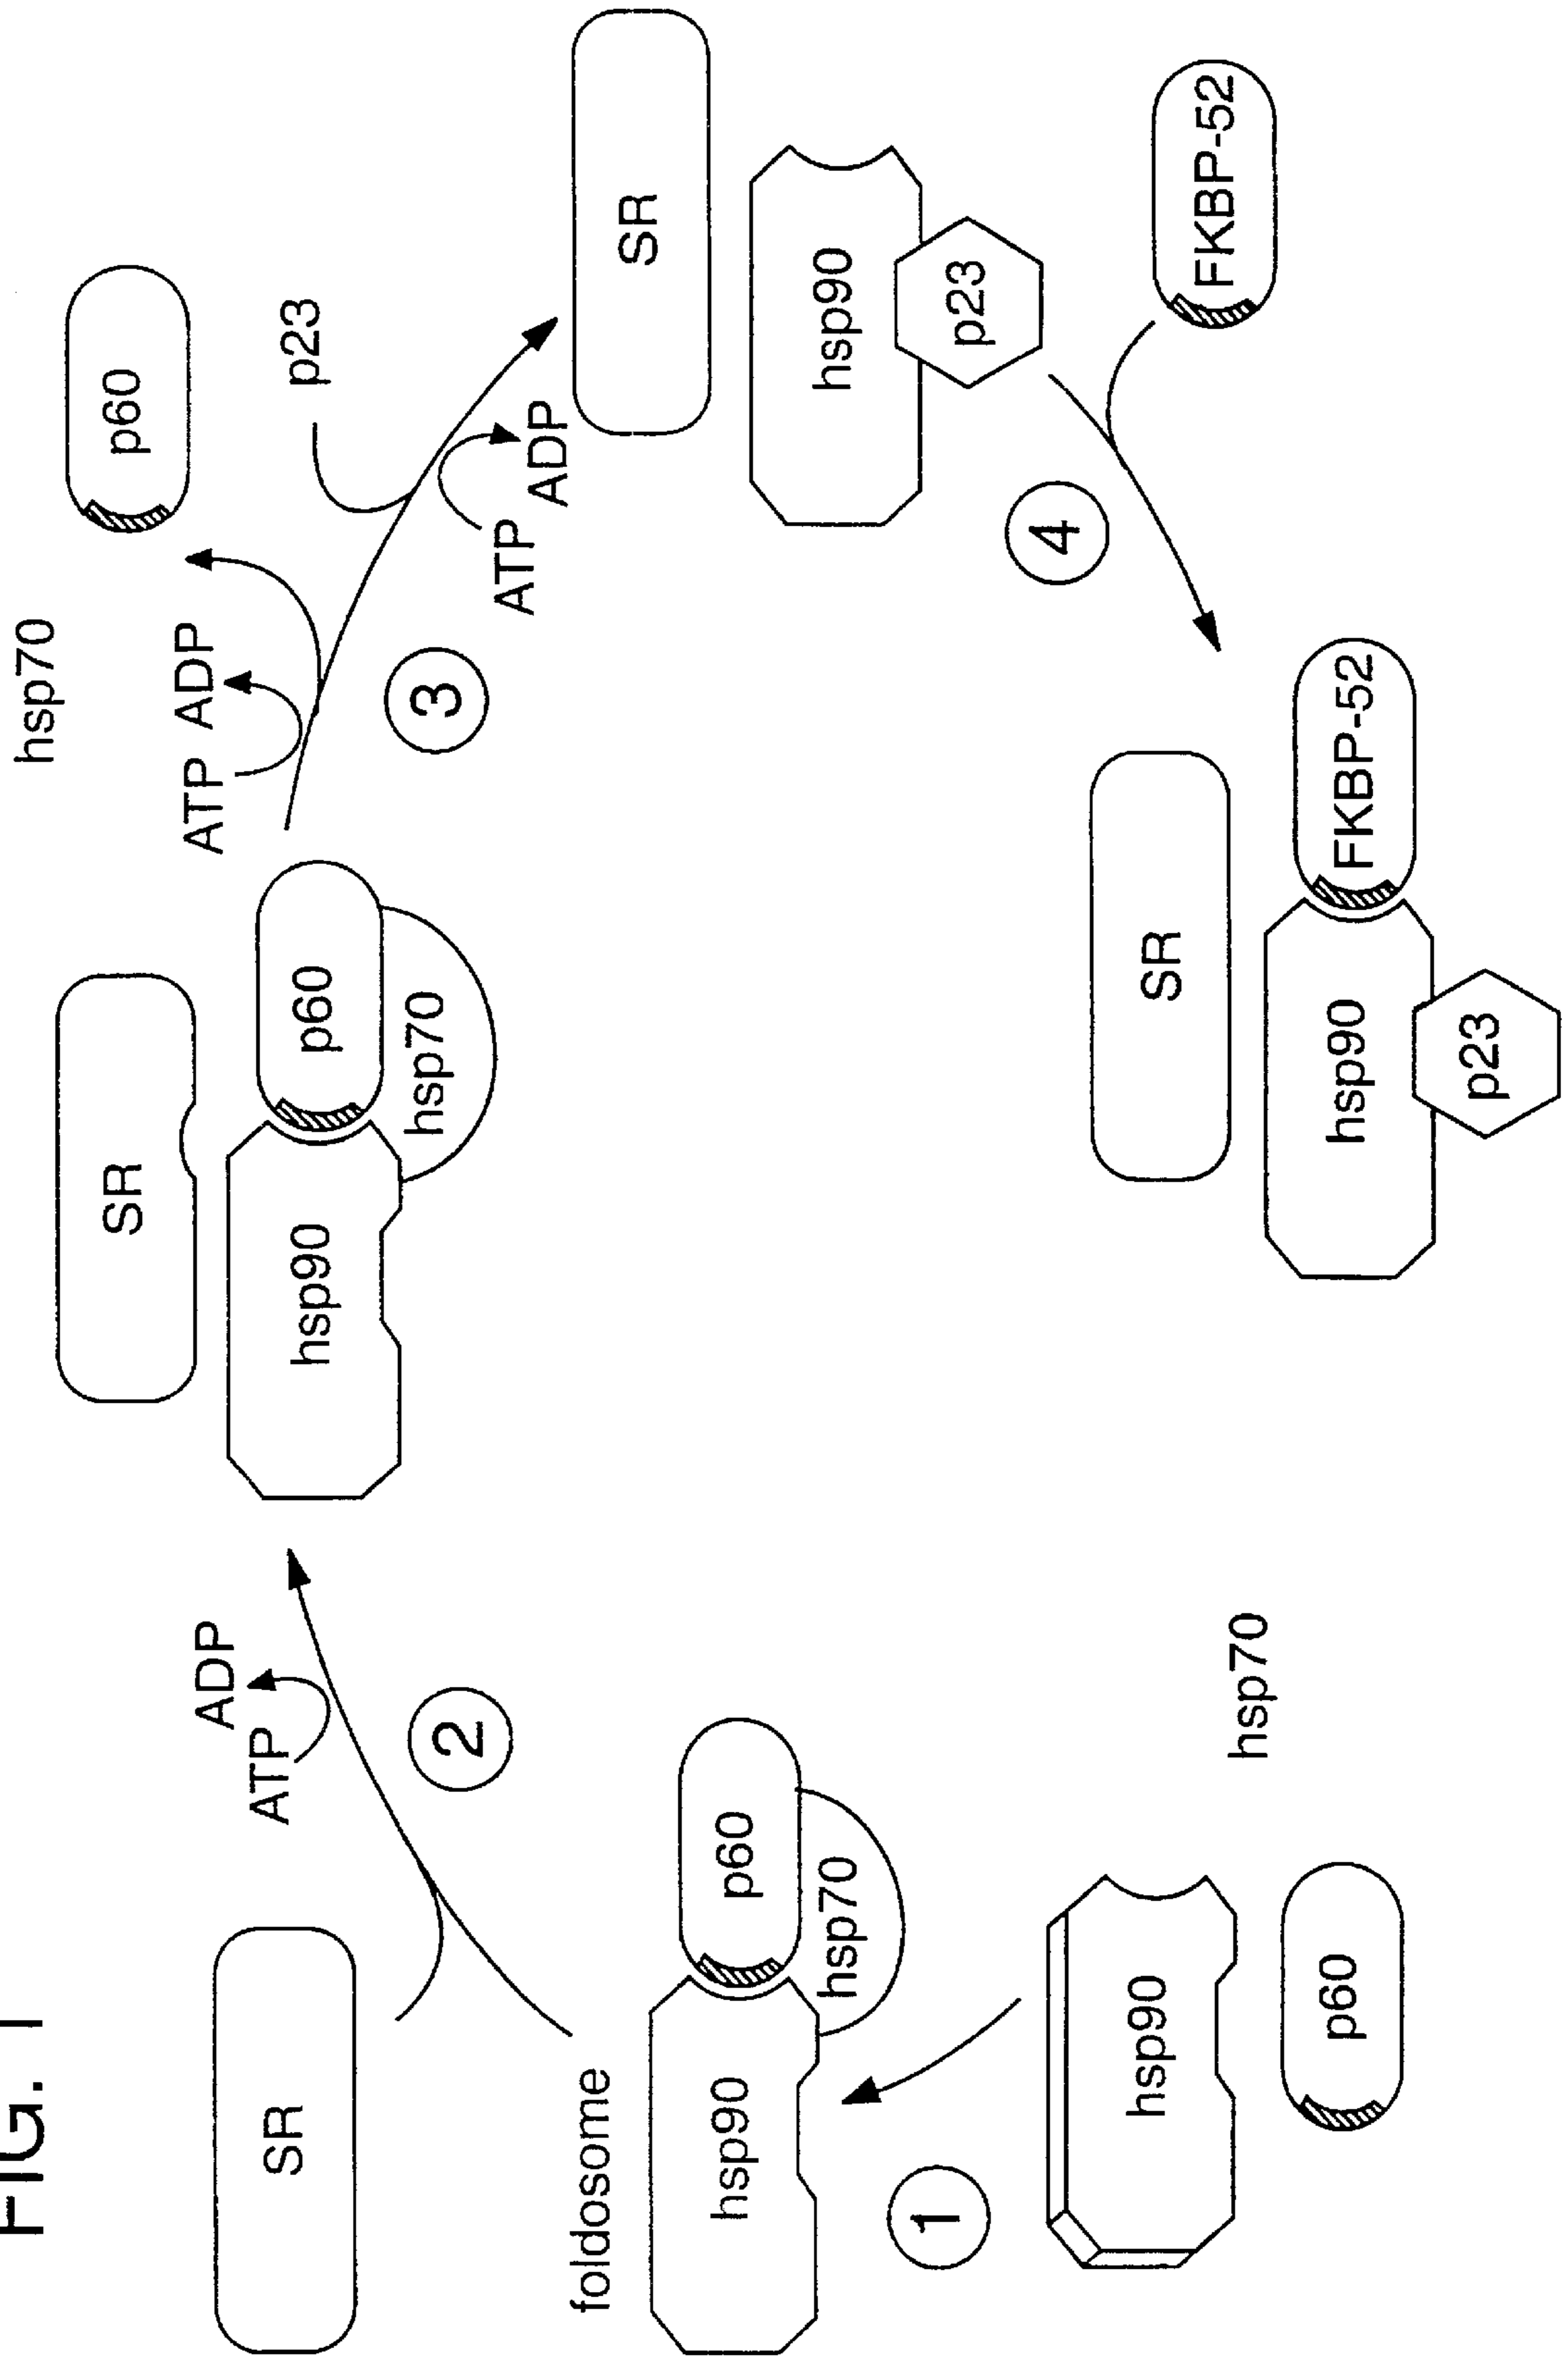 FIG. 1
SR
ATP
ADP
2
foldosome
hsp90
p60
hsp70
1
hsp90
p60
hsp70
SR
hsp90
p60
hsp70
ATP
ADP
hsp70
p60
3
p23
ATP
ADP
SR
hsp90
p23
4
FKBP-52
SR
hsp90
FKBP-52
p23